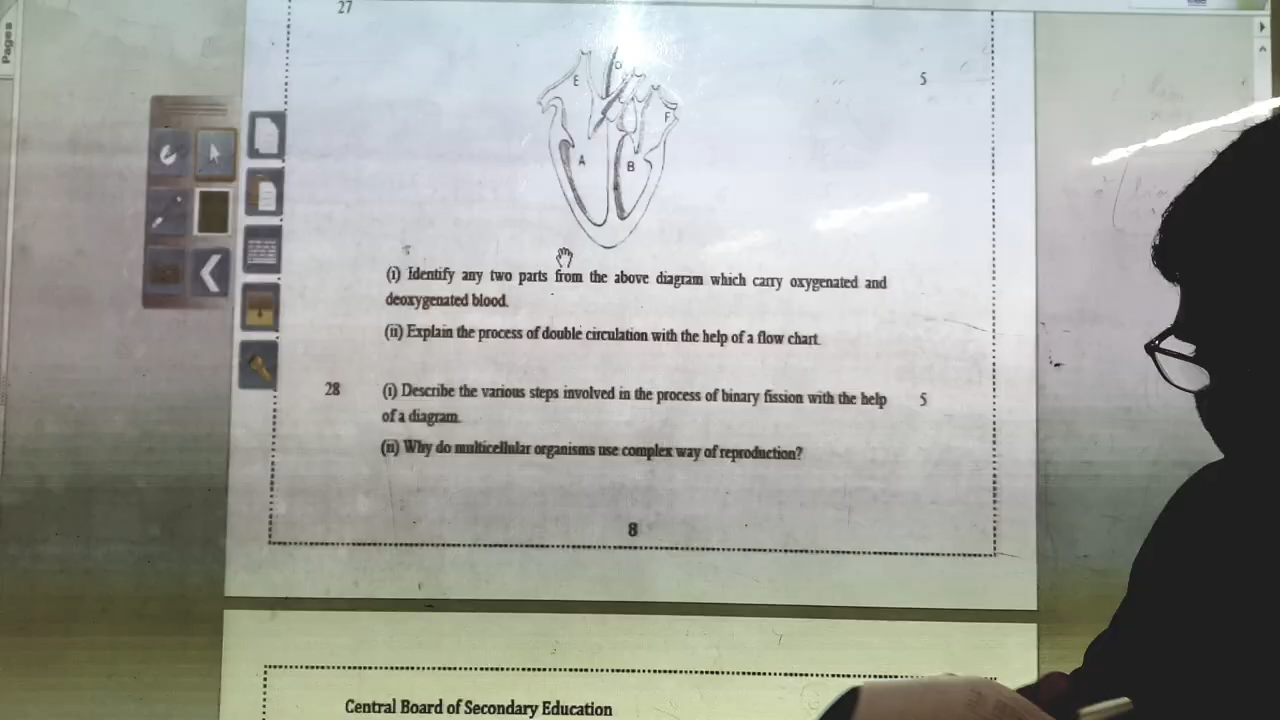 Pages
27
E
F
5
A
B
(i) Identify any two parts from the above diagram which carry oxygenated and
deoxygenated blood.
(ii) Explain the process of double circulation with the help of a flow chart.
28 (i) Describe the various steps involved in the process of binary fission with the help 5
of a diagram.
(ii) Why do multicellular organisms use complex way of reproduction?
8
Central Board of Secondary Education